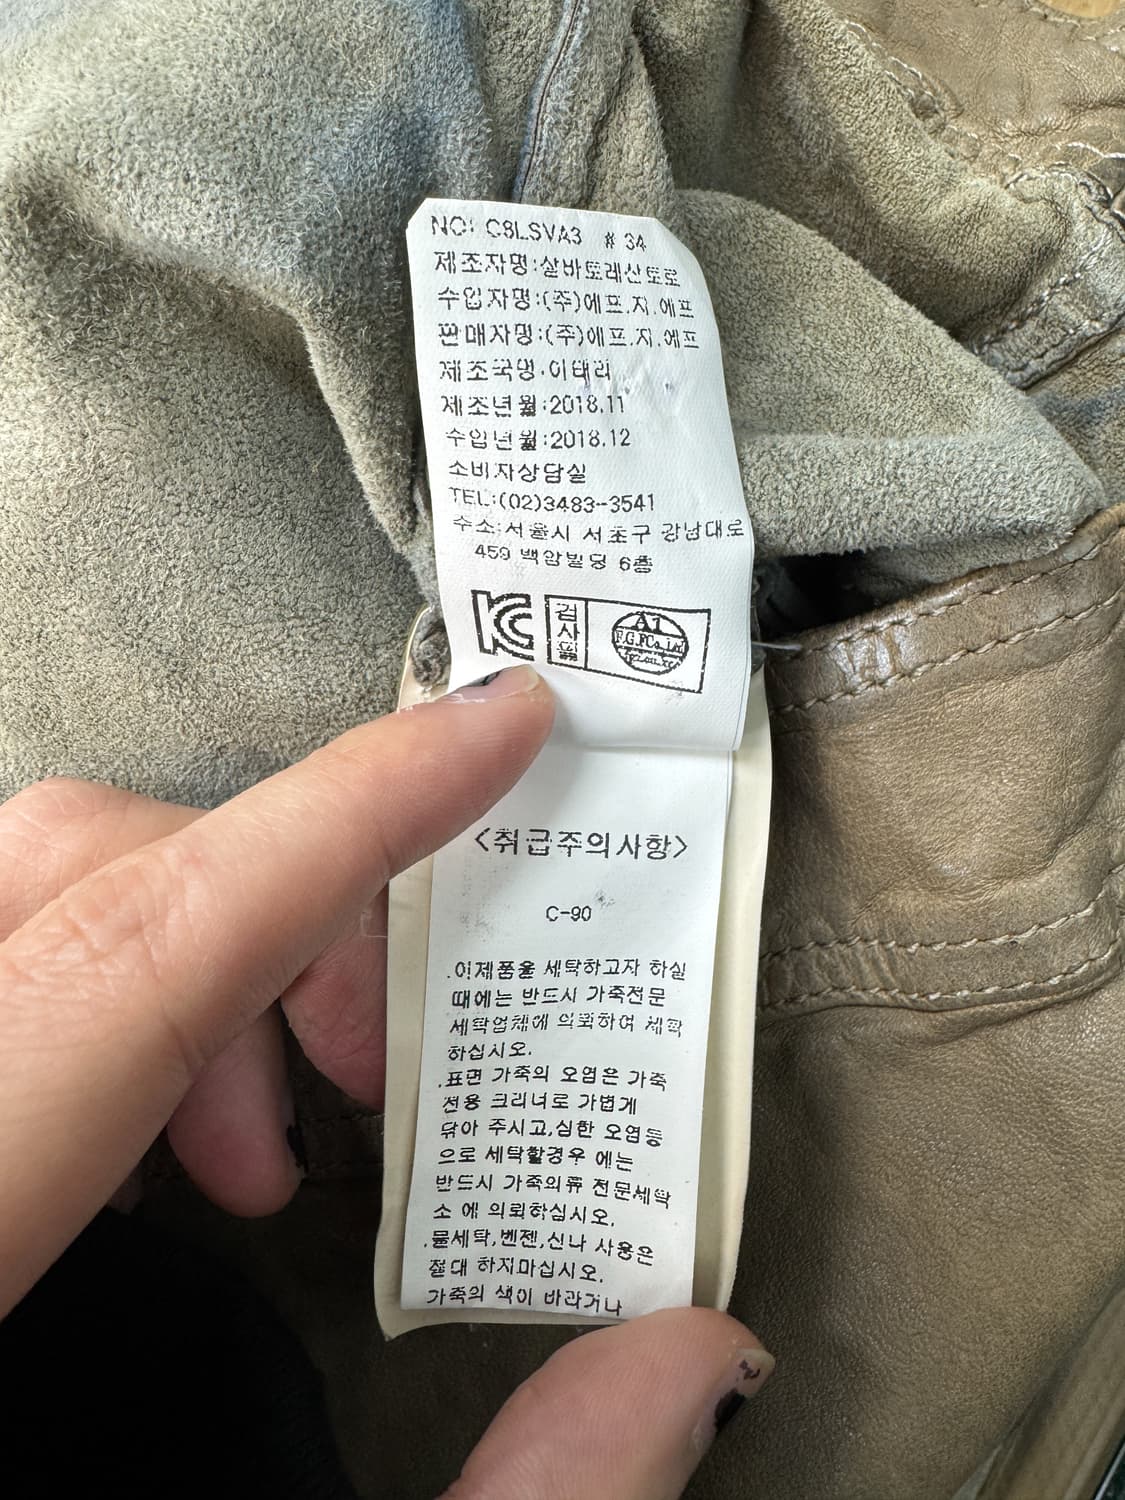 NO: C8LSVA3 # 34
제조자명:살바토레산토로
수입자명:(주)에프.지.에프
판매자명:(주)에프.지.에프
제조국명.이태리
제조년월:2018.11
수입년월:2018.12
소비자상담실
TEL:(02)3483-3541
주소:서울시 서초구 강남대로
459 백암빌딩 6층
KC
검사필
A1
F.G.F Co., Ltd
<취급주의사항>
C-90
.이제품을 세탁하고자 하실
때에는 반드시 가죽전문
세탁업체에 의뢰하여 세탁
하십시오.
.표면 가죽의 오염은 가죽
전용 크리너로 가볍게
닦아 주시고,심한 오염등
으로 세탁할경우 에는
반드시 가죽의류 전문세탁
소 에 의뢰하십시오.
.물세탁,벤젠,신나 사용은
절대 하지마십시오.
가죽의 색이 바라거나